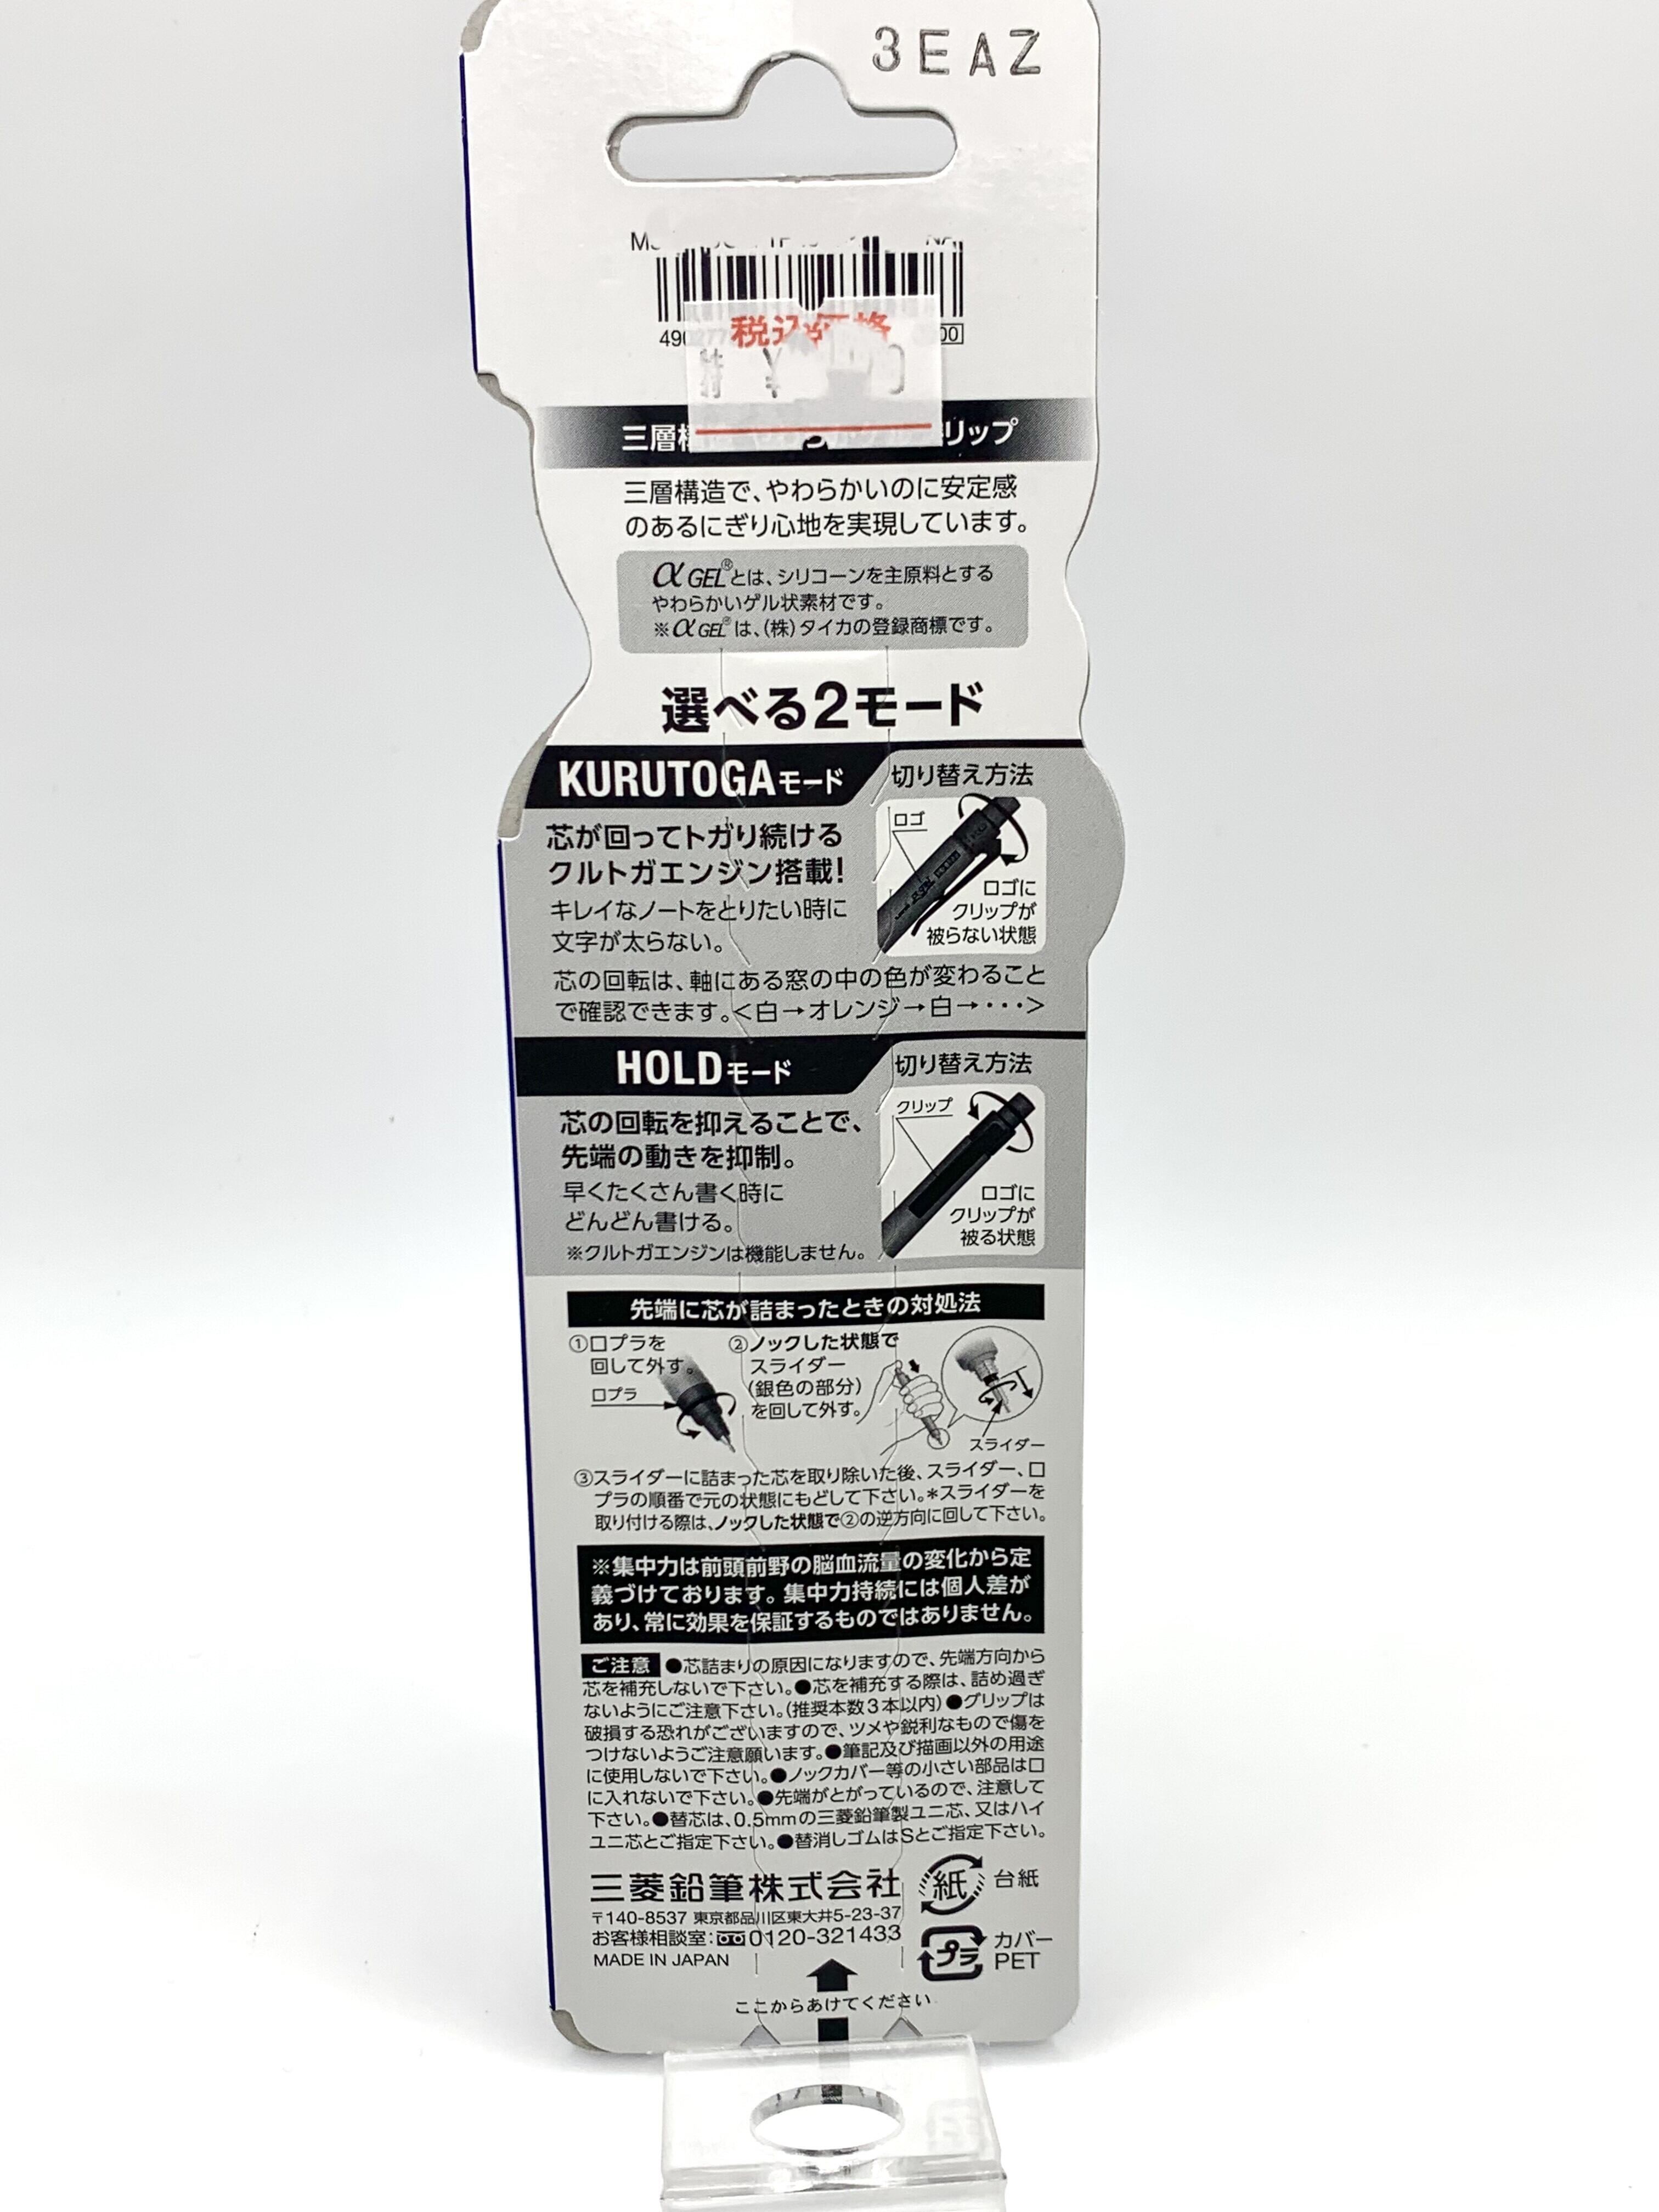 3EAZ
税込価格
特 ¥
三層 リップ
三層構造で、やわらかいのに安定感
のあるにぎり心地を実現しています。
α GEL®とは、シリコーンを主原料とする
やわらかいゲル状素材です。
※α GEL®は、(株)タイカの登録商標です。
選べる2モード
KURUTOGAモード
切り替え方法
芯が回ってトガり続ける
クルトガエンジン搭載!
キレイなノートをとりたい時に
文字が太らない。
ロゴ
ロゴに
クリップが
被らない状態
芯の回転は、軸にある窓の中の色が変わること
で確認できます。<白→オレンジ→白→・・・>
HOLDモード
切り替え方法
芯の回転を抑えることで、
先端の動きを抑制。
早くたくさん書く時に
どんどん書ける。
※クルトガエンジンは機能しません。
クリップ
ロゴに
クリップが
被る状態
先端に芯が詰まったときの対処法
①口プラを
回して外す。
口プラ
②ノックした状態で
スライダー
(銀色の部分)
を回して外す。
スライダー
③スライダーに詰まった芯を取り除いた後、スライダー、口
プラの順番で元の状態にもどして下さい。*スライダーを
取り付ける際は、ノックした状態で②の逆方向に回して下さい。
※集中力は前頭前野の脳血流量の変化から定
義づけております。集中力持続には個人差が
あり、常に効果を保証するものではありません。
ご注意 ●芯詰まりの原因になりますので、先端方向から
芯を補充しないで下さい。●芯を補充する際は、詰め過ぎ
ないようにご注意下さい。(推奨本数3本以内)●グリップは
破損する恐れがございますので、ツメや鋭利なもので傷を
つけないようご注意願います。●筆記及び描画以外の用途
に使用しないで下さい。●ノックカバー等の小さい部品は口
に入れないで下さい。●先端がとがっているので、注意して
下さい。●替芯は、0.5mmの三菱鉛筆製ユニ芯、又はハイ
ユニ芯とご指定下さい。●替消しゴムはSとご指定下さい。
三菱鉛筆株式会社
〒140-8537 東京都品川区東大井5-23-37
お客様相談室:0120-321433
MADE IN JAPAN
紙 台紙
プラ カバー
PET
ここからあけてください